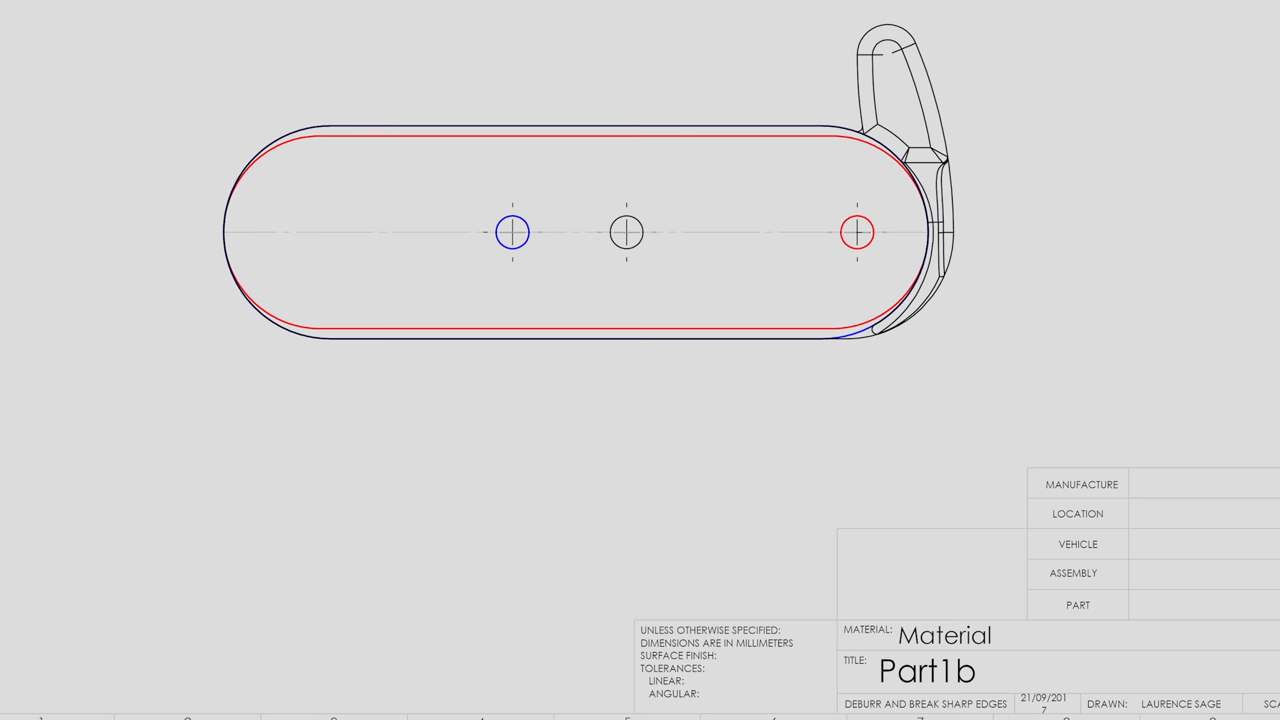 MANUFACTURE
LOCATION
VEHICLE
ASSEMBLY
PART
UNLESS OTHERWISE SPECIFIED:
DIMENSIONS ARE IN MILLIMETERS
SURFACE FINISH:
TOLERANCES:
LINEAR:
ANGULAR:
MATERIAL: Material
TITLE: Part1b
DEBURR AND BREAK SHARP EDGES
21/09/201
7
DRAWN: LAURENCE SAGE